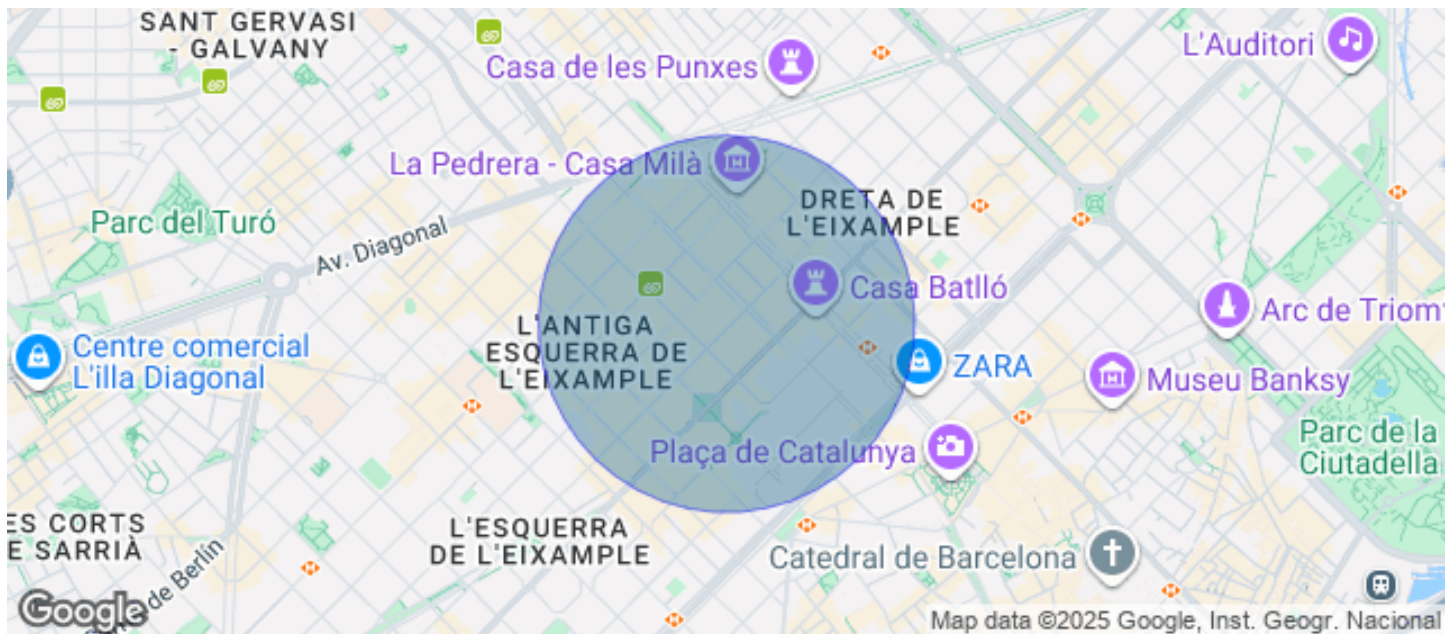 SANT GERVASI
- GALVANY
Casa de les Punxes
L'Auditori
La Pedrera - Casa Milà
DRETA DE
L'EIXAMPLE
Parc del Turó
Av. Diagonal
Casa Batlló
Arc de Triom
L'ANTIGA
ESQUERRA DE
L'EIXAMPLE
Centre comercial
L'illa Diagonal
ZARA
Museu Banksy
Plaça de Catalunya
Parc de la
Ciutadella
ES CORTS
E SARRIÀ
L'ESQUERRA
DE L'EIXAMPLE
Catedral de Barcelona
de Berlín
Google
Map data ©2025 Google, Inst. Geogr. Nacional